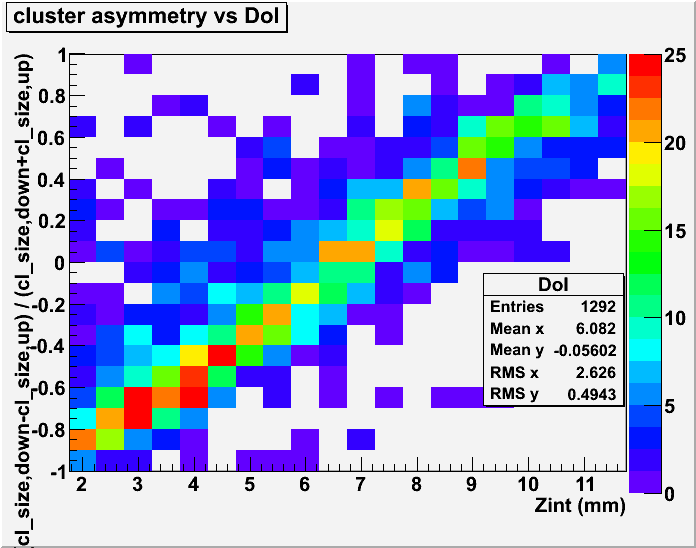 cluster asymmetry vs DoI
(cl_size,down-cl_size,up) / (cl_size,down+cl_size,up)
1
0.8
0.6
0.4
0.2
0
-0.2
-0.4
-0.6
-0.8
-1
2 3 4 5 6 7 8 9 10 11
Zint (mm)
DoI
Entries 1292
Mean x 6.082
Mean y -0.05602
RMS x 2.626
RMS y 0.4943
25
20
15
10
5
0